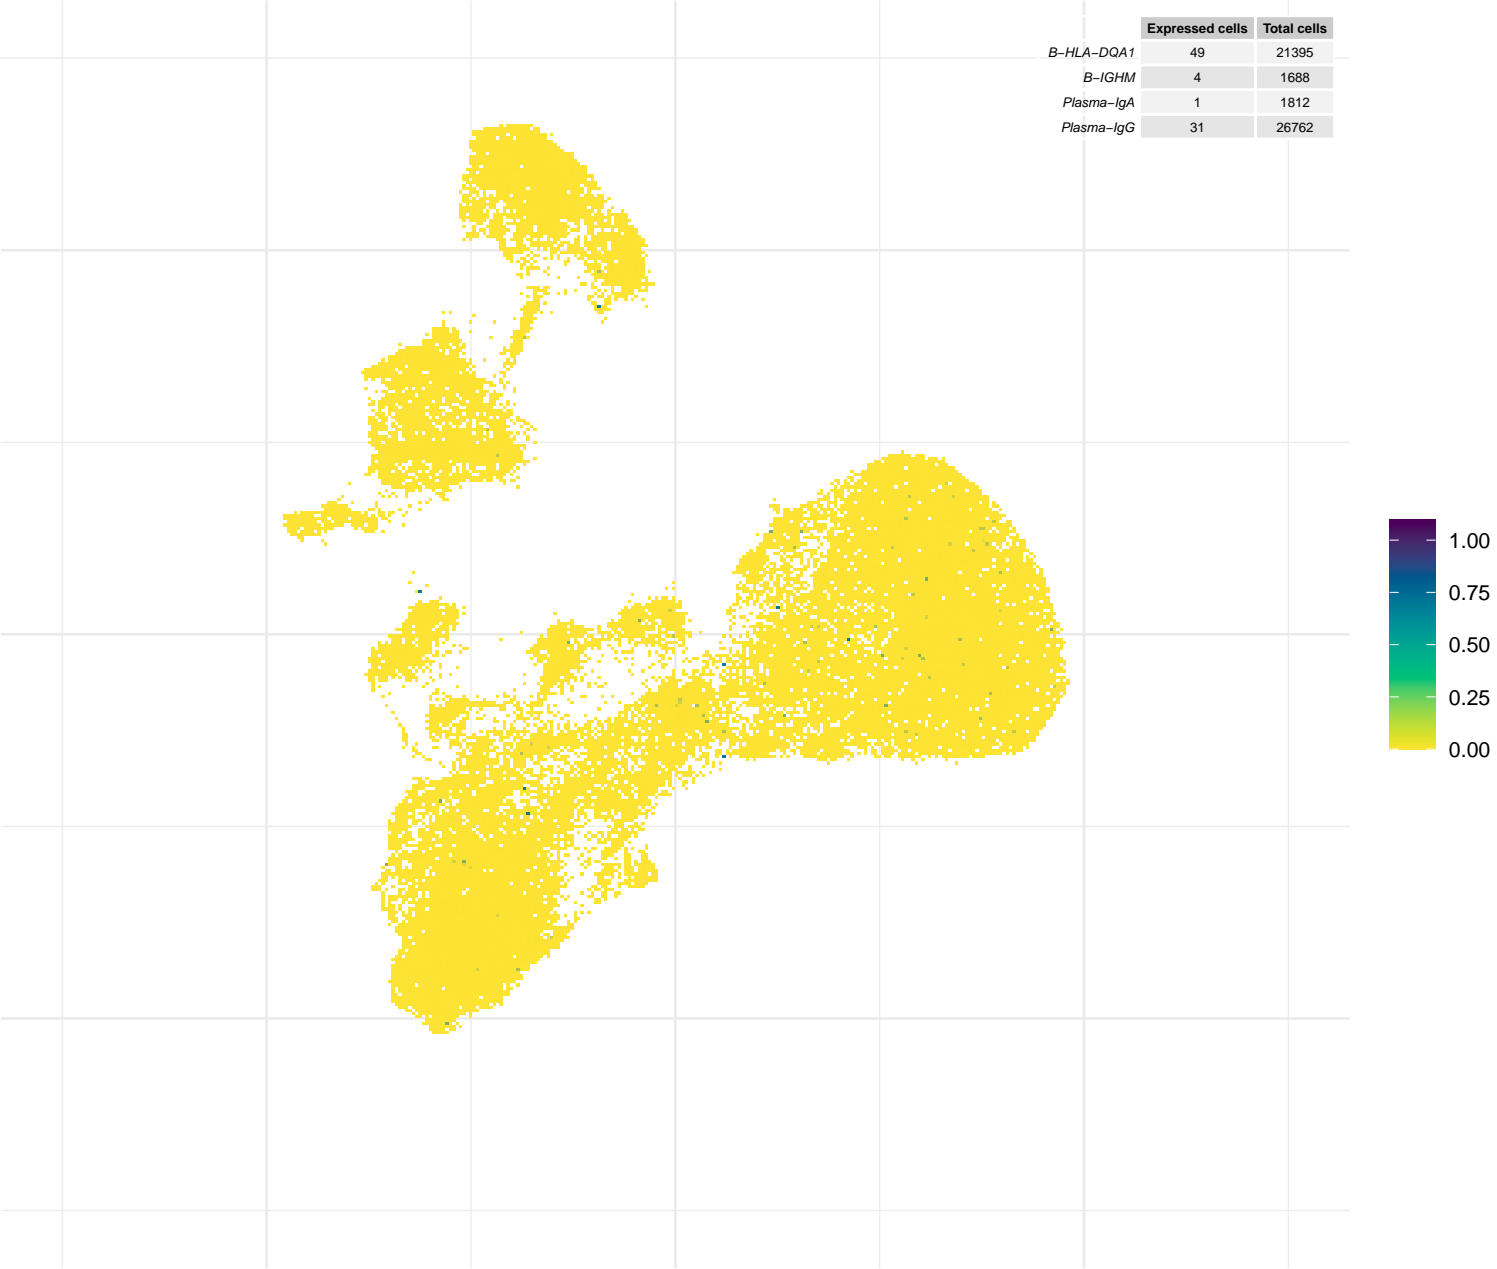 Expressed cells Total cells
B−HLA−DQA1 49 21395
B−IGHM 4 1688
Plasma−IgA 1 1812
Plasma−IgG 31 26762
1.00
0.75
0.50
0.25
0.00